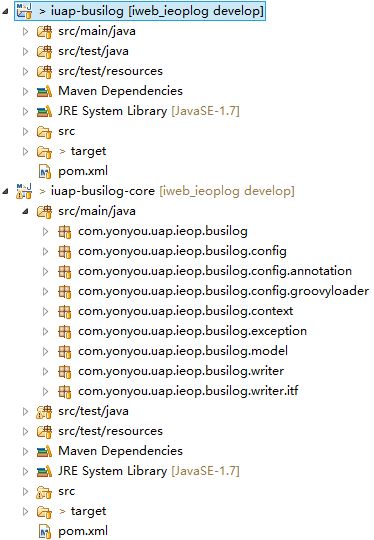 > iuap-busilog [iweb_ieoplog develop]
src/main/java
src/test/java
src/test/resources
Maven Dependencies
JRE System Library [JavaSE-1.7]
src
> target
pom.xml
> iuap-busilog-core [iweb_ieoplog develop]
src/main/java
com.yonyou.uap.ieop.busilog
com.yonyou.uap.ieop.busilog.config
com.yonyou.uap.ieop.busilog.config.annotation
com.yonyou.uap.ieop.busilog.config.groovyloader
com.yonyou.uap.ieop.busilog.context
com.yonyou.uap.ieop.busilog.exception
com.yonyou.uap.ieop.busilog.model
com.yonyou.uap.ieop.busilog.writer
com.yonyou.uap.ieop.busilog.writer.itf
src/test/java
src/test/resources
Maven Dependencies
JRE System Library [JavaSE-1.7]
src
> target
pom.xml